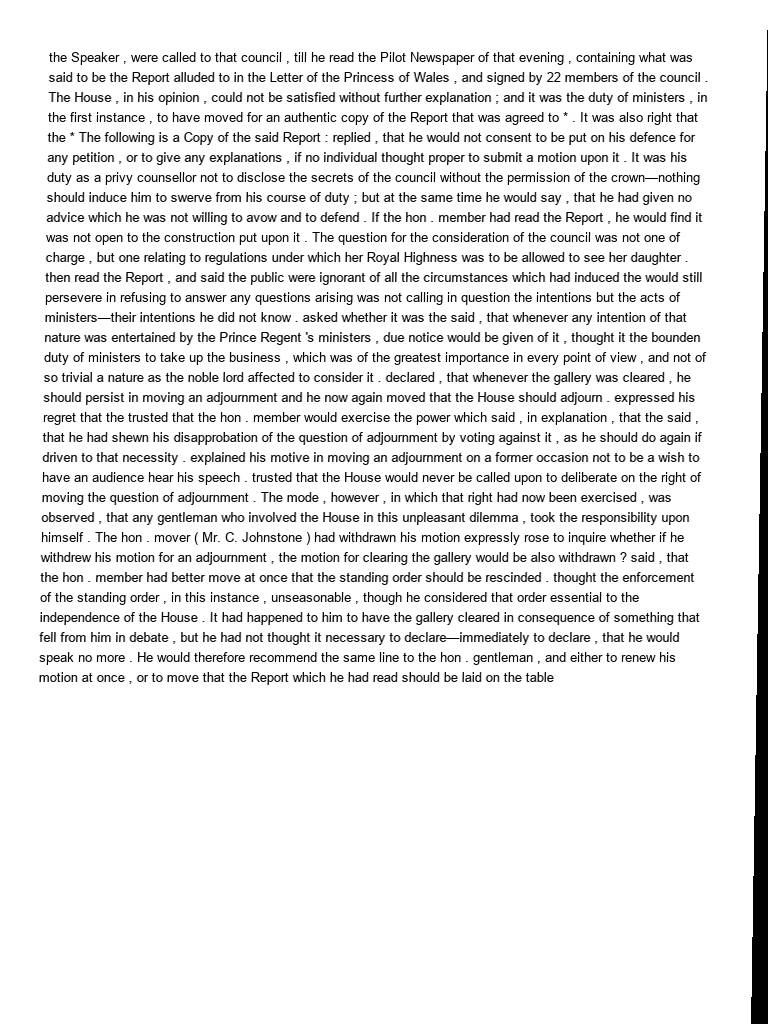 the Speaker , were called to that council , till he read the Pilot Newspaper of that evening , containing what was
said to be the Report alluded to in the Letter of the Princess of Wales , and signed by 22 members of the council .
The House , in his opinion , could not be satisfied without further explanation ; and it was the duty of ministers , in
the first instance , to have moved for an authentic copy of the Report that was agreed to * . It was also right that
the * The following is a Copy of the said Report : replied , that he would not consent to be put on his defence for
any petition , or to give any explanations , if no individual thought proper to submit a motion upon it . It was his
duty as a privy counsellor not to disclose the secrets of the council without the permission of the crown—nothing
should induce him to swerve from his course of duty ; but at the same time he would say , that he had given no
advice which he was not willing to avow and to defend . If the hon . member had read the Report , he would find it
was not open to the construction put upon it . The question for the consideration of the council was not one of
charge , but one relating to regulations under which her Royal Highness was to be allowed to see her daughter .
then read the Report , and said the public were ignorant of all the circumstances which had induced the would still
persevere in refusing to answer any questions arising was not calling in question the intentions but the acts of
ministers—their intentions he did not know . asked whether it was the said , that whenever any intention of that
nature was entertained by the Prince Regent 's ministers , due notice would be given of it , thought it the bounden
duty of ministers to take up the business , which was of the greatest importance in every point of view , and not of
so trivial a nature as the noble lord affected to consider it . declared , that whenever the gallery was cleared , he
should persist in moving an adjournment and he now again moved that the House should adjourn . expressed his
regret that the trusted that the hon . member would exercise the power which said , in explanation , that the said ,
that he had shewn his disapprobation of the question of adjournment by voting against it , as he should do again if
driven to that necessity . explained his motive in moving an adjournment on a former occasion not to be a wish to
have an audience hear his speech . trusted that the House would never be called upon to deliberate on the right of
moving the question of adjournment . The mode , however , in which that right had now been exercised , was
observed , that any gentleman who involved the House in this unpleasant dilemma , took the responsibility upon
himself . The hon . mover ( Mr. C. Johnstone ) had withdrawn his motion expressly rose to inquire whether if he
withdrew his motion for an adjournment , the motion for clearing the gallery would be also withdrawn ? said , that
the hon . member had better move at once that the standing order should be rescinded . thought the enforcement
of the standing order , in this instance , unseasonable , though he considered that order essential to the
independence of the House . It had happened to him to have the gallery cleared in consequence of something that
fell from him in debate , but he had not thought it necessary to declare—immediately to declare , that he would
speak no more . He would therefore recommend the same line to the hon . gentleman , and either to renew his
motion at once , or to move that the Report which he had read should be laid on the table